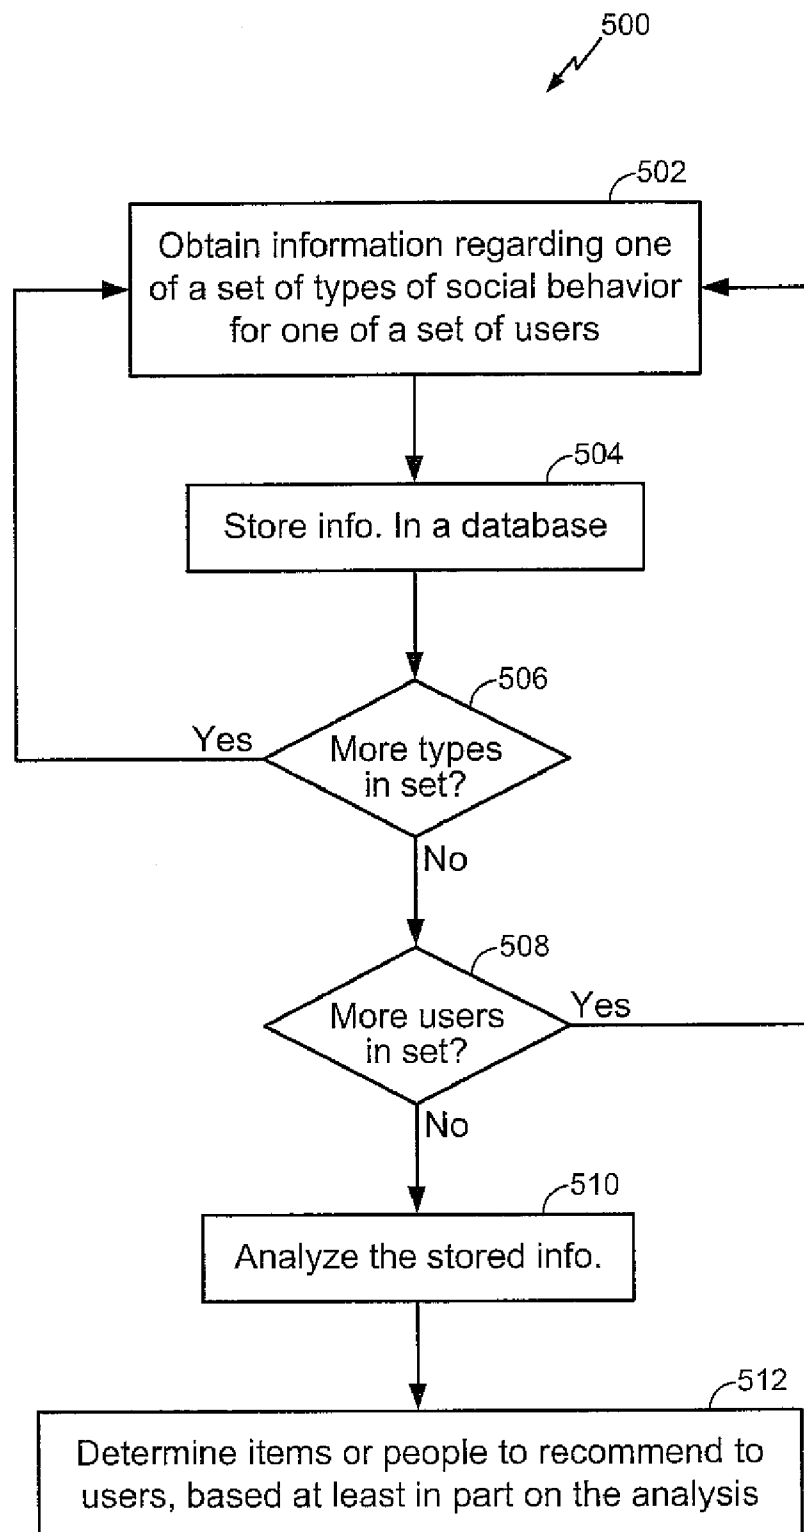 500
502
Obtain information regarding one
of a set of types of social behavior
for one of a set of users
504
Store info. In a database
506
Yes
More types
in set?
No
508
More users
in set?
Yes
No
510
Analyze the stored info.
512
Determine items or people to recommend to
users, based at least in part on the analysis